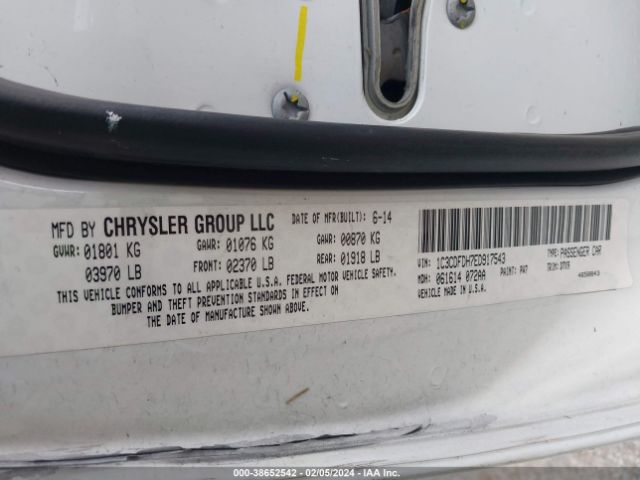 MFD BY CHRYSLER GROUP LLC
DATE OF MFR(BUILT): 6-14
GVWR: 01801 KG
GAWR: 01076 KG
GAWR: 00870 KG
03970 LB
FRONT: 02370 LB
REAR: 01918 LB
THIS VEHICLE CONFORMS TO ALL APPLICABLE U.S.A. FEDERAL MOTOR VEHICLE SAFETY,
BUMPER AND THEFT PREVENTION STANDARDS IN EFFECT ON
THE DATE OF MANUFACTURE SHOWN ABOVE.
VIN: 1C3CDFDH7ED917543
TYPE: PASSENGER CAR
MDH: 061614 072AA
PAINT: PW7
TRIM:
VEHICLE MADE IN U.S.A.
000-38652542 — 02/05/2024 — IAA Inc.